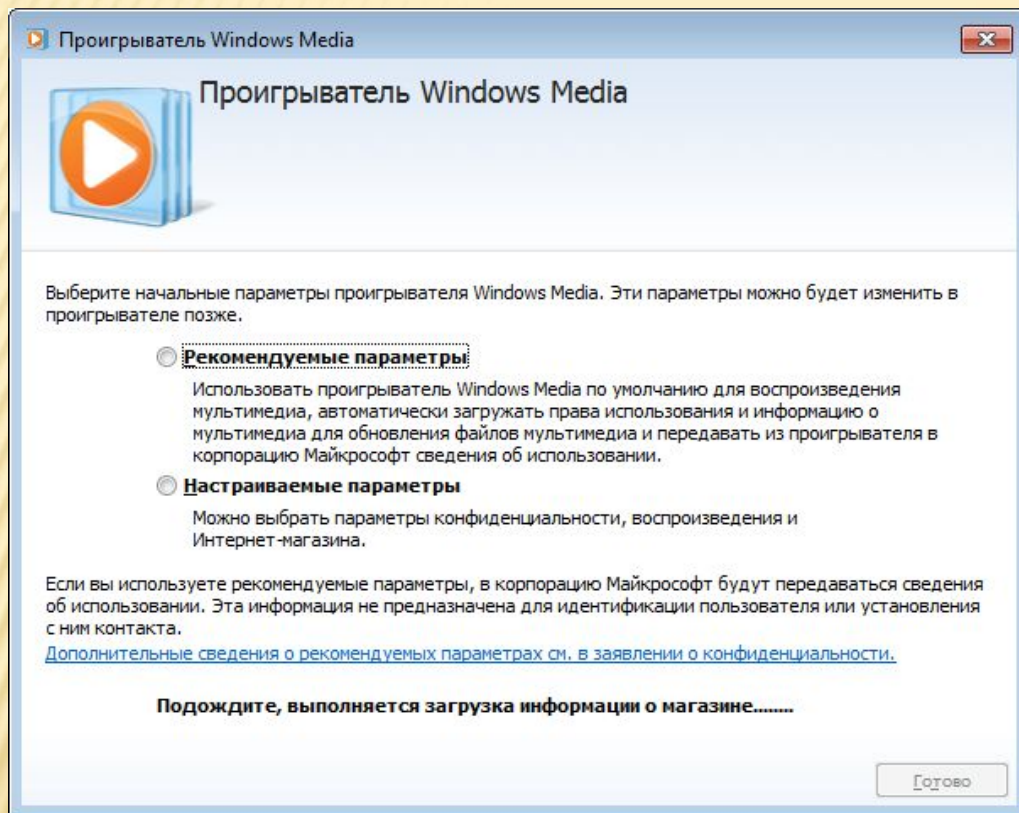 Проигрыватель Windows Media
Проигрыватель Windows Media
Выберите начальные параметры проигрывателя Windows Media. Эти параметры можно будет изменить в
проигрывателе позже.
Рекомендуемые параметры
Использовать проигрыватель Windows Media по умолчанию для воспроизведения
мультимедиа, автоматически загружать права использования и информацию о
мультимедиа для обновления файлов мультимедиа и передавать из проигрывателя в
корпорацию Майкрософт сведения об использовании.
Настраиваемые параметры
Можно выбрать параметры конфиденциальности, воспроизведения и
Интернет-магазина.
Если вы используете рекомендуемые параметры, в корпорацию Майкрософт будут передаваться сведения
об использовании. Эта информация не предназначена для идентификации пользователя или установления
с ним контакта.
Дополнительные сведения о рекомендуемых параметрах см. в заявлении о конфиденциальности.
Подождите, выполняется загрузка информации о магазине........
Готово